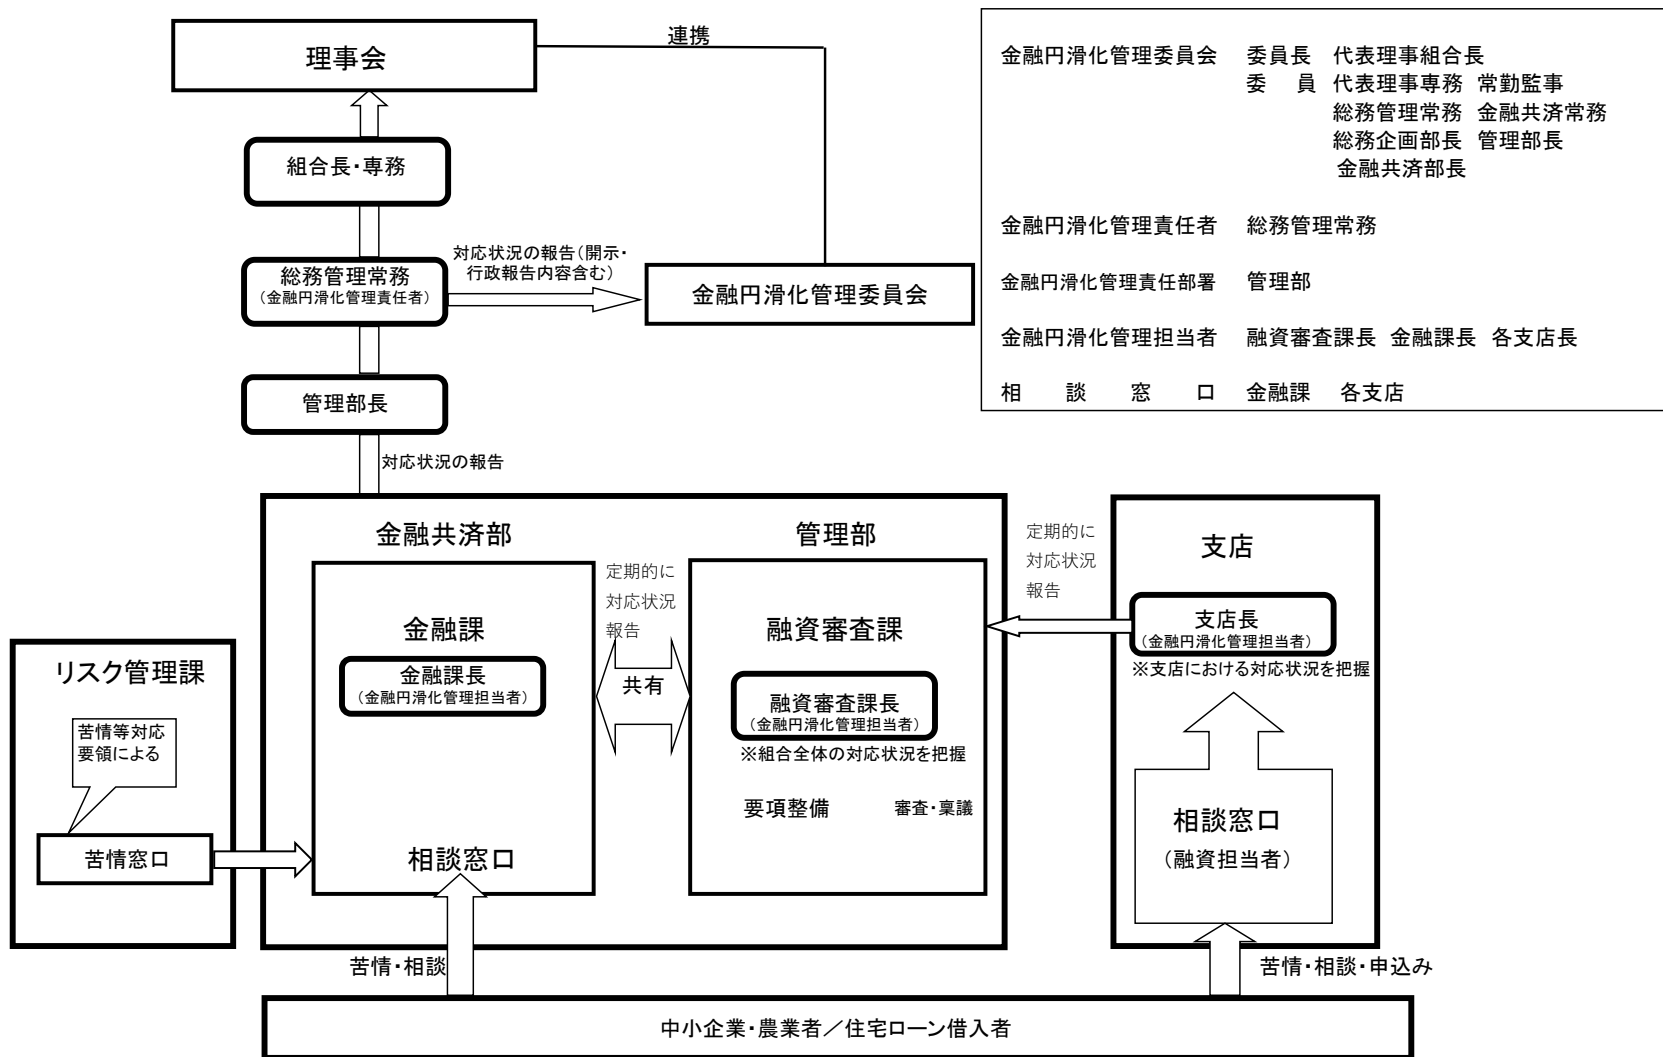 理事会
連携
組合長・専務
総務管理常務
（金融円滑化管理責任者）
対応状況の報告（開示・
行政報告内容含む）
金融円滑化管理委員会
管理部長
対応状況の報告
金融円滑化管理委員会 委員長 代表理事組合長
委 員 代表理事専務 常勤監事
総務管理常務 金融共済常務
総務企画部長 管理部長
金融共済部長
金融円滑化管理責任者 総務管理常務
金融円滑化管理責任部署 管理部
金融円滑化管理担当者 融資審査課長 金融課長 各支店長
相 談 窓 口 金融課 各支店
金融共済部
金融課
金融課長
（金融円滑化管理担当者）
相談窓口
定期的に
対応状況
報告
共有
管理部
融資審査課
融資審査課長
（金融円滑化管理担当者）
※組合全体の対応状況を把握
要項整備 審査・稟議
定期的に
対応状況
報告
支店
支店長
（金融円滑化管理担当者）
※支店における対応状況を把握
相談窓口
（融資担当者）
リスク管理課
苦情等対応
要領による
苦情窓口
苦情・相談
苦情・相談・申込み
中小企業・農業者／住宅ローン借入者